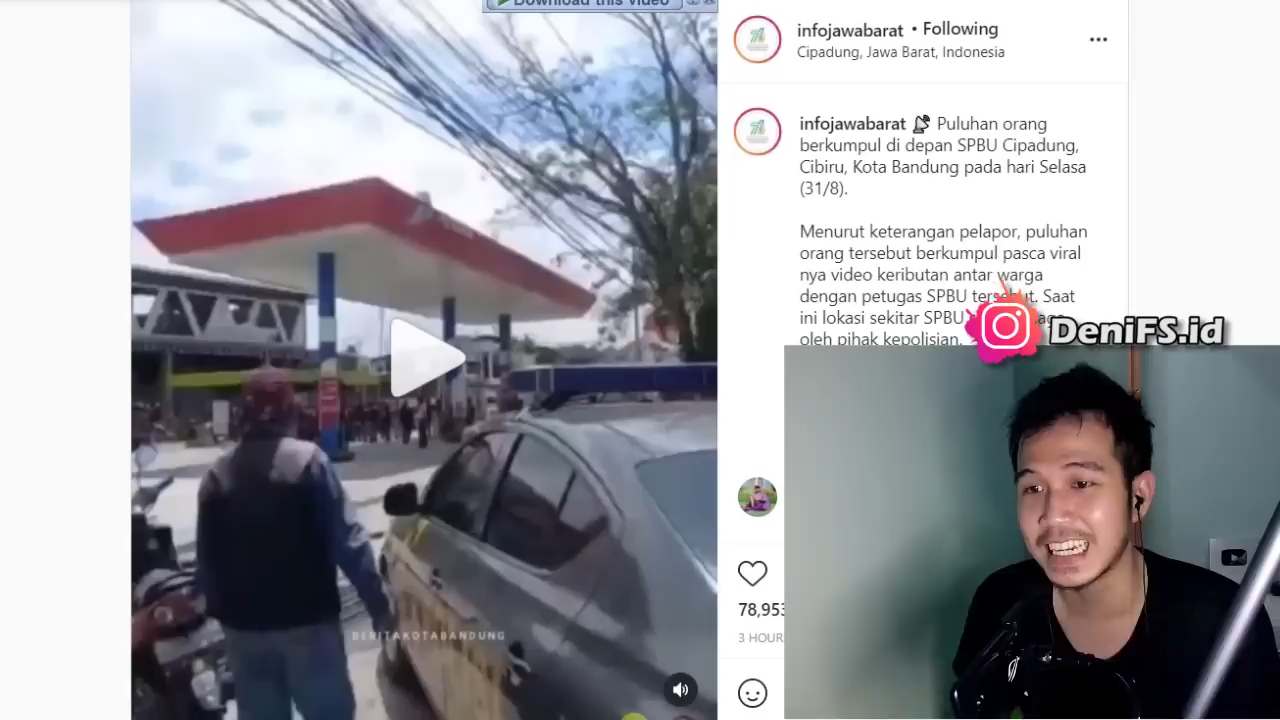 Download this video
infojawabarat • Following
Cipadung, Jawa Barat, Indonesia
infojawabarat Puluhan orang
berkumpul di depan SPBU Cipadung,
Cibiru, Kota Bandung pada hari Selasa
(31/8).
Menurut keterangan pelapor, puluhan
orang tersebut berkumpul pasca viral
nya video keributan antar warga
dengan petugas SPBU tersebut. Saat
ini lokasi sekitar SPBU
oleh pihak kepolisian.
DeniFS.id
BERITAKOTABANDUNG
78,953
3 HOUR